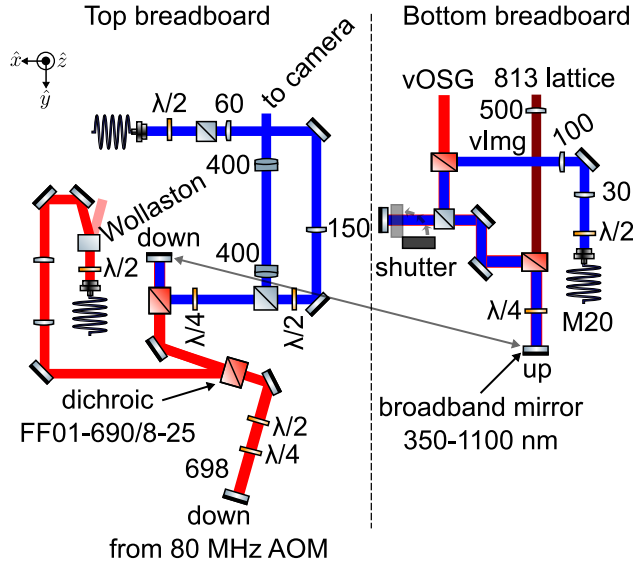 Top breadboard
Bottom breadboard
x̂
ẑ
ŷ
to camera
vOSG
813 lattice
λ/2
60
500
vImg
100
400
Wollaston
30
150
down
λ/2
400
shutter
λ/2
λ/4
λ/2
λ/4
M20
up
dichroic
FF01-690/8-25
broadband mirror
350-1100 nm
λ/2
λ/4
698
down
from 80 MHz AOM